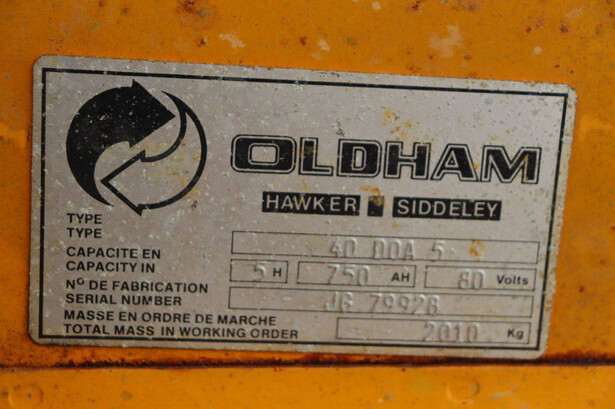 OLDHAM
HAWKER SIDDELEY
TYPE
TYPE 40 DOA 5
CAPACITE EN
CAPACITY IN 5 H 750 AH 80 Volts
Nº DE FABRICATION
SERIAL NUMBER JG 79928
MASSE EN ORDRE DE MARCHE
TOTAL MASS IN WORKING ORDER 2010 Kg